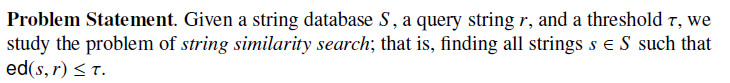 Problem Statement. Given a string database S, a query string r, and a threshold τ, we
study the problem of string similarity search; that is, finding all strings s ϵ S such that
ed(s, r) ≤ τ.